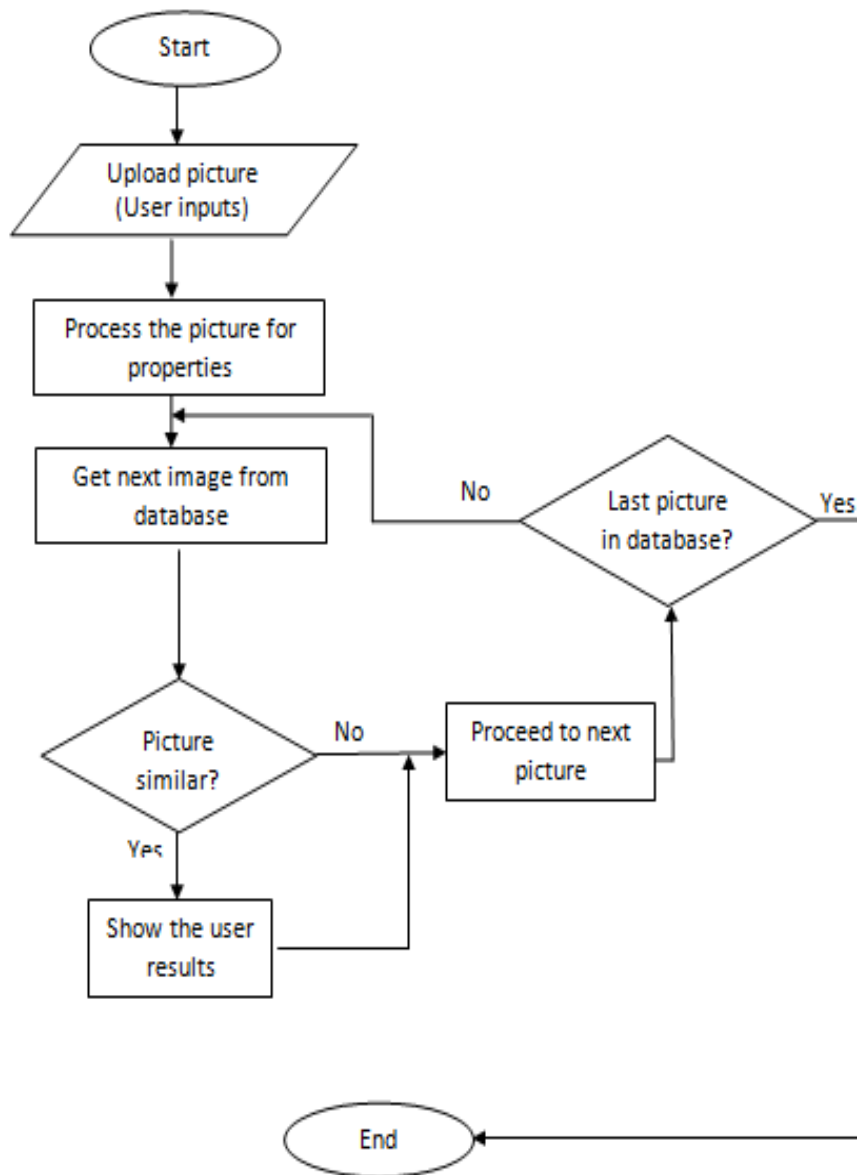 Start
Upload picture
(User inputs)
Process the picture for
properties
Get next image from
database
No
Last picture
in database?
Yes
Picture
similar?
No
Proceed to next
picture
Yes
Show the user
results
End